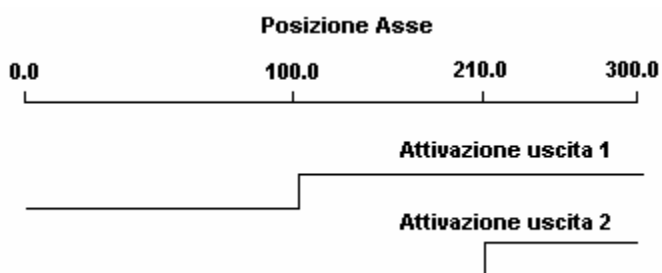 Posizione Asse
0.0 100.0 210.0 300.0
Attivazione uscita 1
Attivazione uscita 2